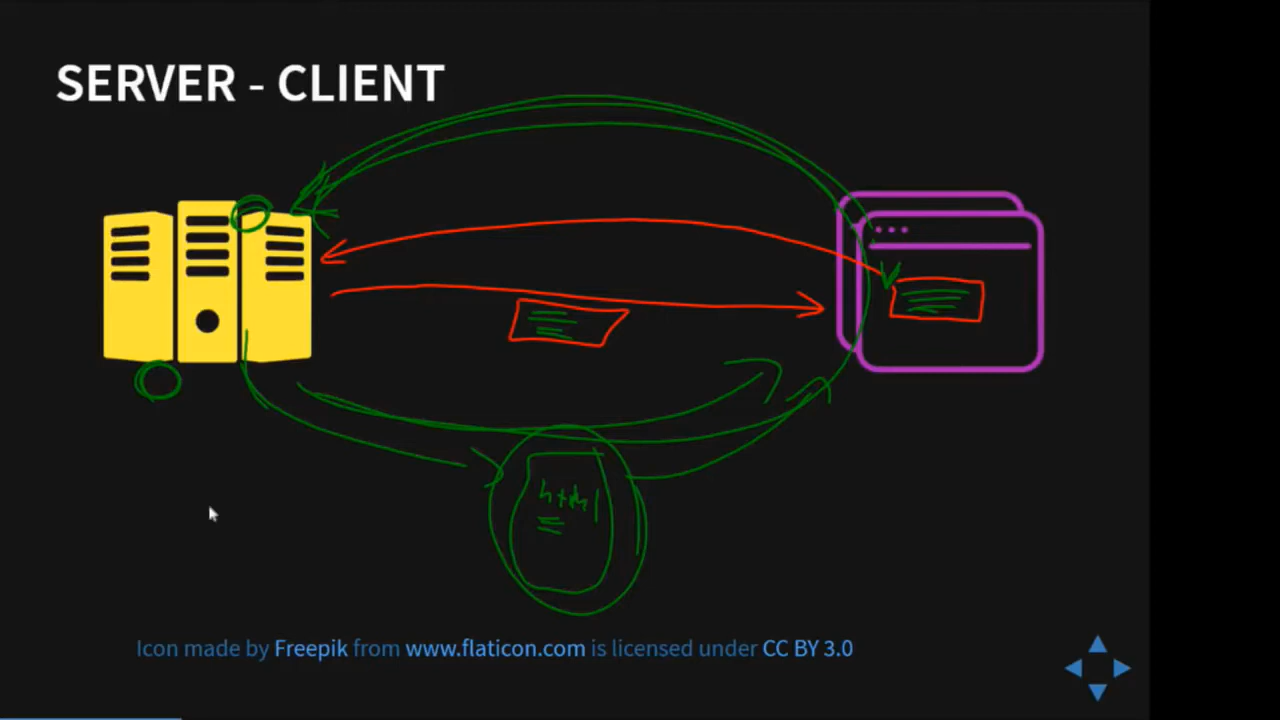 SERVER - CLIENT
html
Icon made by Freepik from www.flaticon.com is licensed under CC BY 3.0